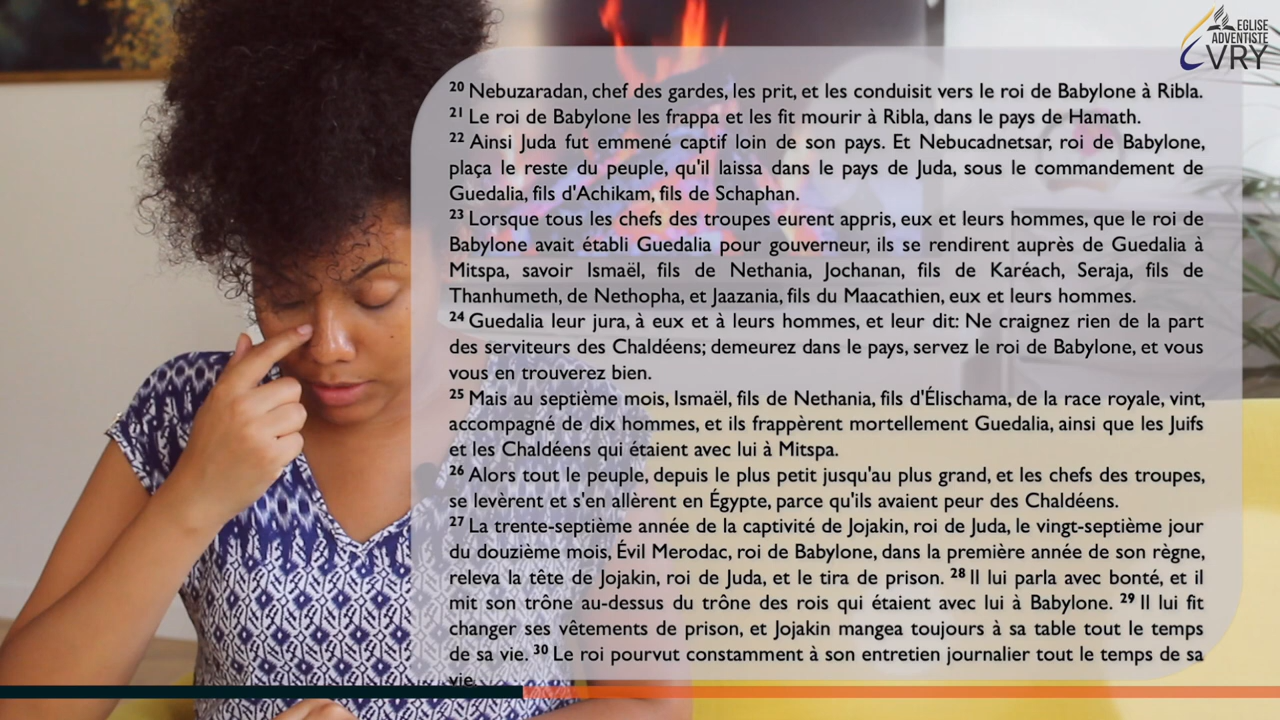 EGLISE
ADVENTISTE
VRY
20 Nebuzaradan, chef des gardes, les prit, et les conduisit vers le roi de Babylone à Ribla.
21 Le roi de Babylone les frappa et les fit mourir à Ribla, dans le pays de Hamath.
22 Ainsi Juda fut emmené captif loin de son pays. Et Nebucadnetsar, roi de Babylone,
plaça le reste du peuple, qu'il laissa dans le pays de Juda, sous le commandement de
Guedalia, fils d'Achikam, fils de Schaphan.
23 Lorsque tous les chefs des troupes eurent appris, eux et leurs hommes, que le roi de
Babylone avait établi Guedalia pour gouverneur, ils se rendirent auprès de Guedalia à
Mitspa, savoir Ismaël, fils de Nethania, Jochanan, fils de Karéach, Seraja, fils de
Thanhumeth, de Nethopha, et Jaazania, fils du Maacathien, eux et leurs hommes.
24 Guedalia leur jura, à eux et à leurs hommes, et leur dit: Ne craignez rien de la part
des serviteurs des Chaldéens; demeurez dans le pays, servez le roi de Babylone, et vous
vous en trouverez bien.
25 Mais au septième mois, Ismaël, fils de Nethania, fils d'Élischama, de la race royale, vint,
accompagné de dix hommes, et ils frappèrent mortellement Guedalia, ainsi que les Juifs
et les Chaldéens qui étaient avec lui à Mitspa.
26 Alors tout le peuple, depuis le plus petit jusqu'au plus grand, et les chefs des troupes,
se levèrent et s'en allèrent en Égypte, parce qu'ils avaient peur des Chaldéens.
27 La trente-septième année de la captivité de Jojakin, roi de Juda, le vingt-septième jour
du douzième mois, Évil Merodac, roi de Babylone, dans la première année de son règne,
releva la tête de Jojakin, roi de Juda, et le tira de prison. 28 Il lui parla avec bonté, et il
mit son trône au-dessus du trône des rois qui étaient avec lui à Babylone. 29 Il lui fit
changer ses vêtements de prison, et Jojakin mangea toujours à sa table tout le temps
de sa vie. 30 Le roi pourvut constamment à son entretien journalier tout le temps de sa
vie.